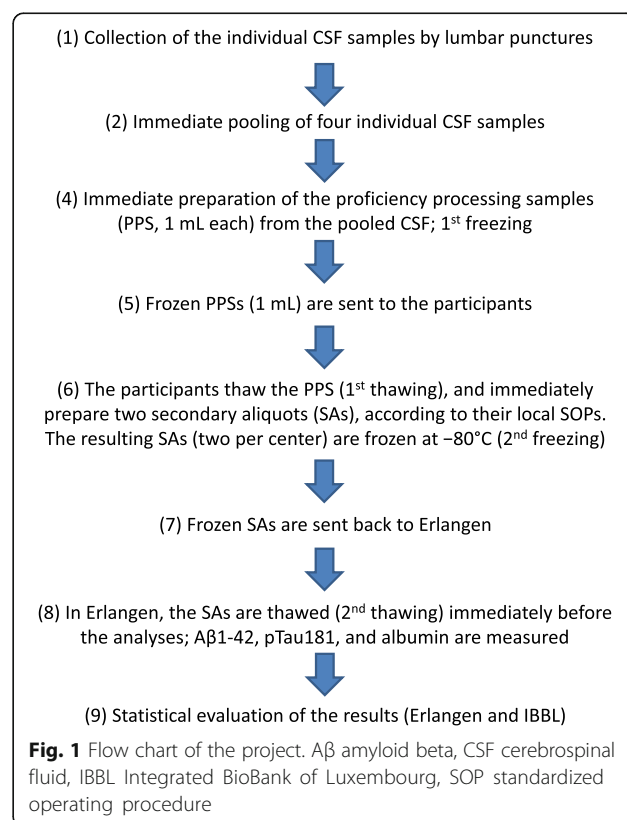 (1) Collection of the individual CSF samples by lumbar punctures
(2) Immediate pooling of four individual CSF samples
(4) Immediate preparation of the proficiency processing samples
(PPS, 1 mL each) from the pooled CSF; 1st freezing
(5) Frozen PPSs (1 mL) are sent to the participants
(6) The participants thaw the PPS (1st thawing), and immediately
prepare two secondary aliquots (SAs), according to their local SOPs.
The resulting SAs (two per center) are frozen at −80°C (2nd freezing)
(7) Frozen SAs are sent back to Erlangen
(8) In Erlangen, the SAs are thawed (2nd thawing) immediately before
the analyses; Aβ1-42, pTau181, and albumin are measured
(9) Statistical evaluation of the results (Erlangen and IBBL)
Fig. 1 Flow chart of the project. Aβ amyloid beta, CSF cerebrospinal
fluid, IBBL Integrated BioBank of Luxembourg, SOP standardized
operating procedure